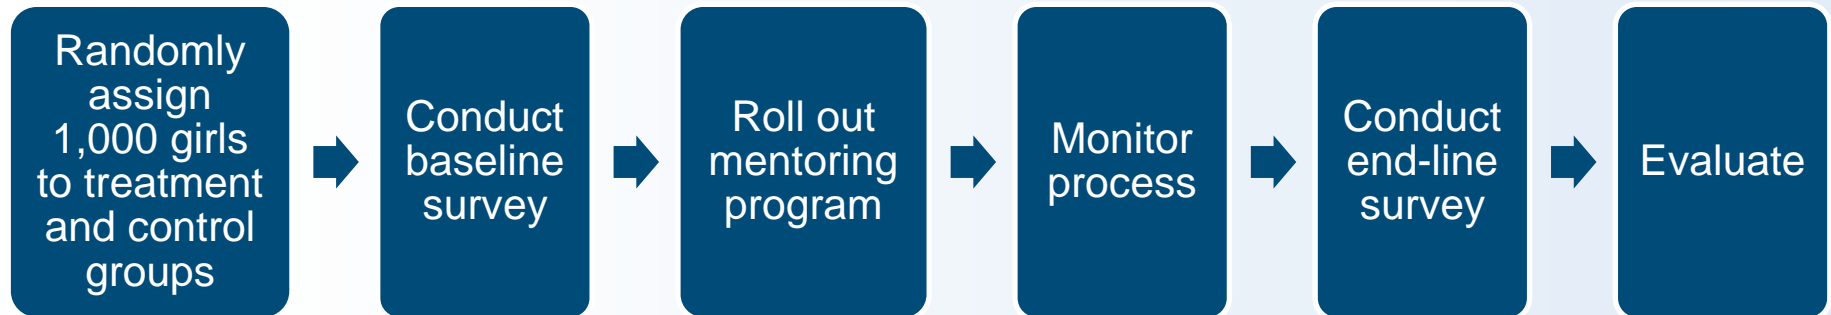 Randomly
assign
1,000 girls
to treatment
and control
groups
Conduct
baseline
survey
Roll out
mentoring
program
Monitor
process
Conduct
end-line
survey
Evaluate